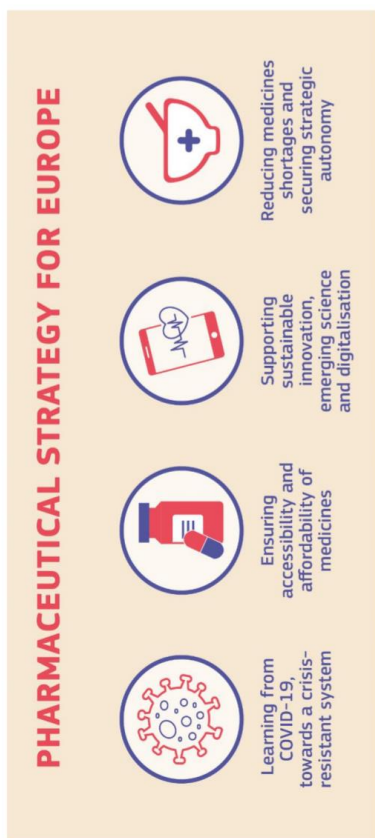 PHARMACEUTICAL STRATEGY FOR EUROPE
Learning from
COVID-19,
towards a crisis-
resistant system
Ensuring
accessibility and
affordability of
medicines
Supporting
sustainable
innovation,
emerging science
and digitalisation
Reducing medicines
shortages and
securing strategic
autonomy